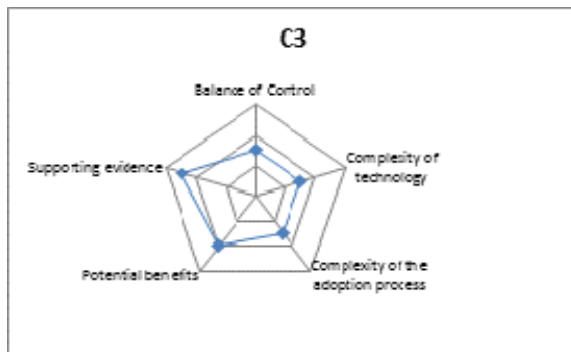 C3
Balance of Control
Complexity of
technology
Complexity of the
adoption process
Potential benefits
Supporting evidence